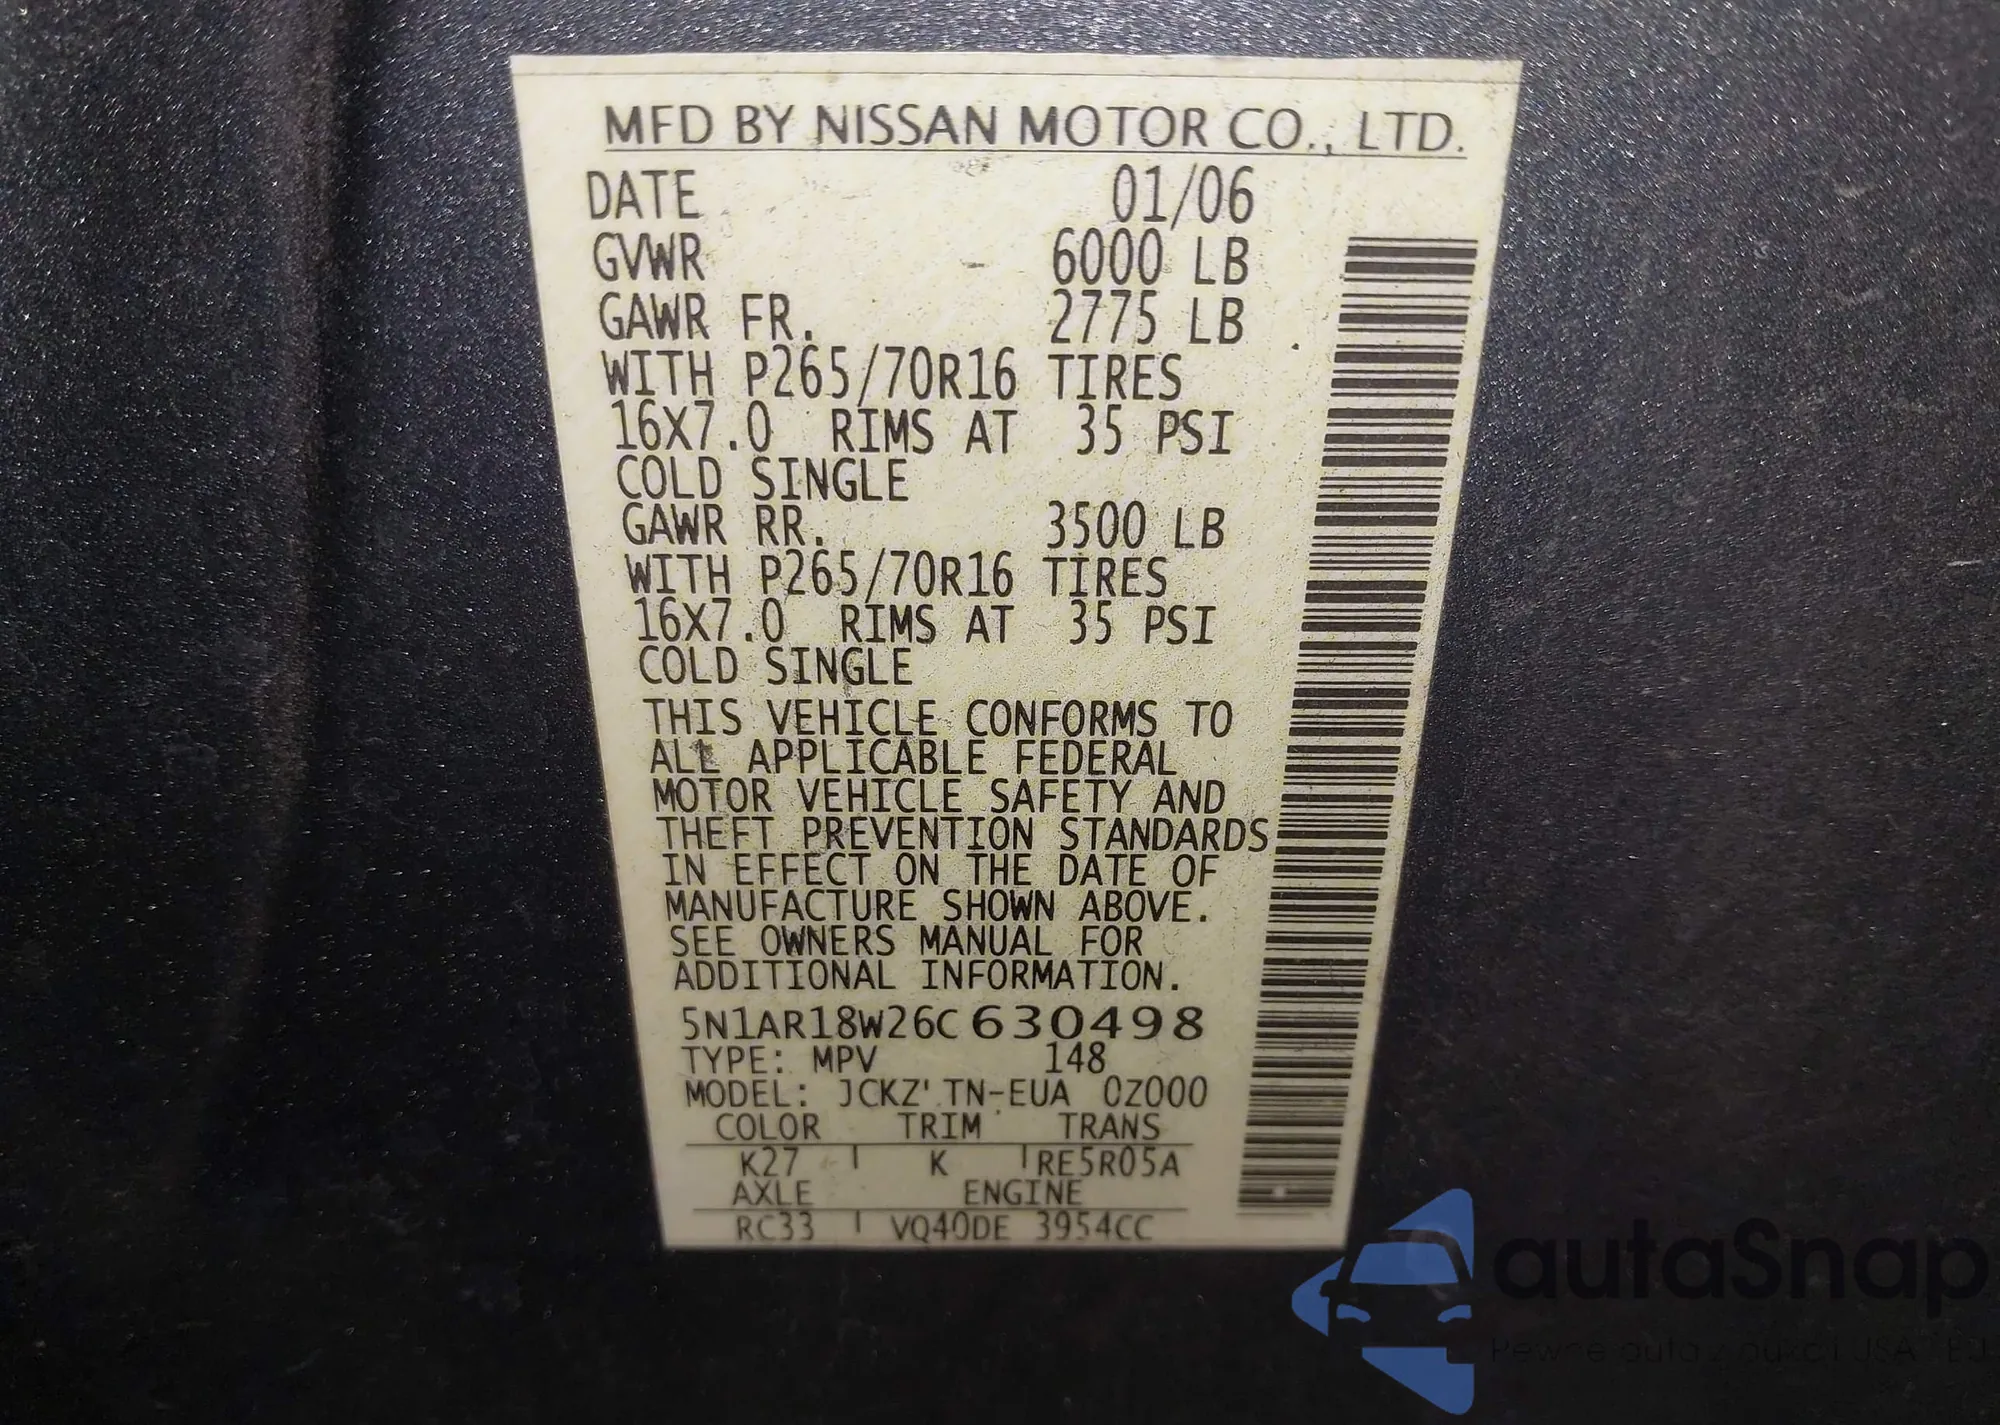 MFD BY NISSAN MOTOR CO., LTD.
DATE 01/06
GVWR 6000 LB
GAWR FR. 2775 LB
WITH P265/70R16 TIRES
16X7.0 RIMS AT 35 PSI
COLD SINGLE
GAWR RR. 3500 LB
WITH P265/70R16 TIRES
16X7.0 RIMS AT 35 PSI
COLD SINGLE
THIS VEHICLE CONFORMS TO
ALL APPLICABLE FEDERAL
MOTOR VEHICLE SAFETY AND
THEFT PREVENTION STANDARDS
IN EFFECT ON THE DATE OF
MANUFACTURE SHOWN ABOVE.
SEE OWNERS MANUAL FOR
ADDITIONAL INFORMATION.
5N1AR18W26C630498
TYPE: MPV 148
MODEL: JCKZ' TN-EUA 0Z000
COLOR TRIM TRANS
K27 K RE5R05A
AXLE ENGINE
RC33 VQ40DE 3954CC
autaSnap
auta z USA